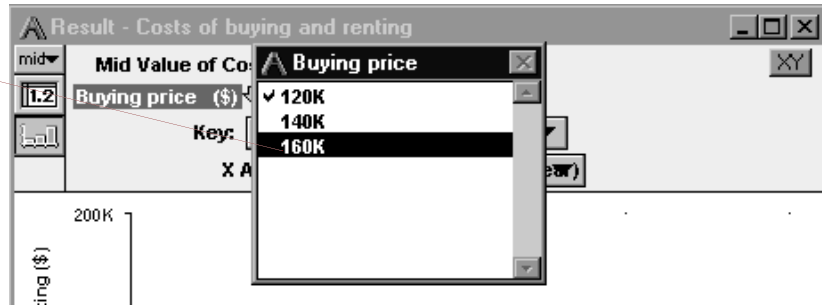 Result - Costs of buying and renting
mid
Mid Value of Co
Buying price
XY
1.2
Buying price ($)
✔ 120K
140K
Key:
160K
X A
200K
ing ($)